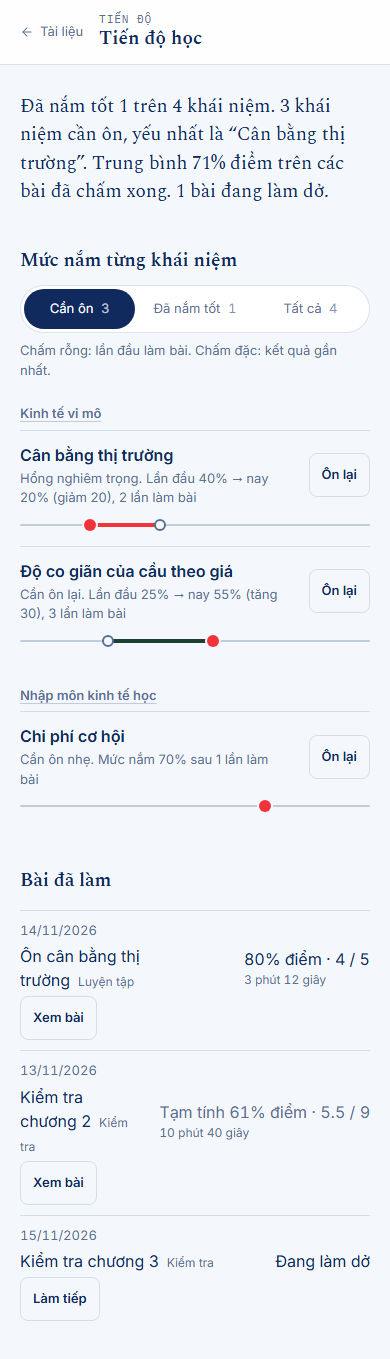 ← Tài liệu
TIẾN ĐỘ
Tiến độ học
Đã nắm tốt 1 trên 4 khái niệm. 3 khái
niệm cần ôn, yếu nhất là “Cân bằng thị
trường”. Trung bình 71% điểm trên các
bài đã chấm xong. 1 bài đang làm dở.
Mức nắm từng khái niệm
Cần ôn 3
Đã nắm tốt 1
Tất cả 4
Chấm rỗng: lần đầu làm bài. Chấm đặc: kết quả gần
nhất.
Kinh tế vi mô
Cân bằng thị trường
Hổng nghiêm trọng. Lần đầu 40% → nay
20% (giảm 20), 2 lần làm bài
Ôn lại
Độ co giãn của cầu theo giá
Cần ôn lại. Lần đầu 25% → nay 55% (tăng
30), 3 lần làm bài
Ôn lại
Nhập môn kinh tế học
Chi phí cơ hội
Cần ôn nhẹ. Mức nắm 70% sau 1 lần làm
bài
Ôn lại
Bài đã làm
14/11/2026
Ôn cân bằng thị
trường Luyện tập
80% điểm · 4 / 5
3 phút 12 giây
Xem bài
13/11/2026
Kiểm tra
chương 2 Kiểm
tra
Tạm tính 61% điểm · 5.5 / 9
10 phút 40 giây
Xem bài
15/11/2026
Kiểm tra chương 3 Kiểm tra
Đang làm dở
Làm tiếp